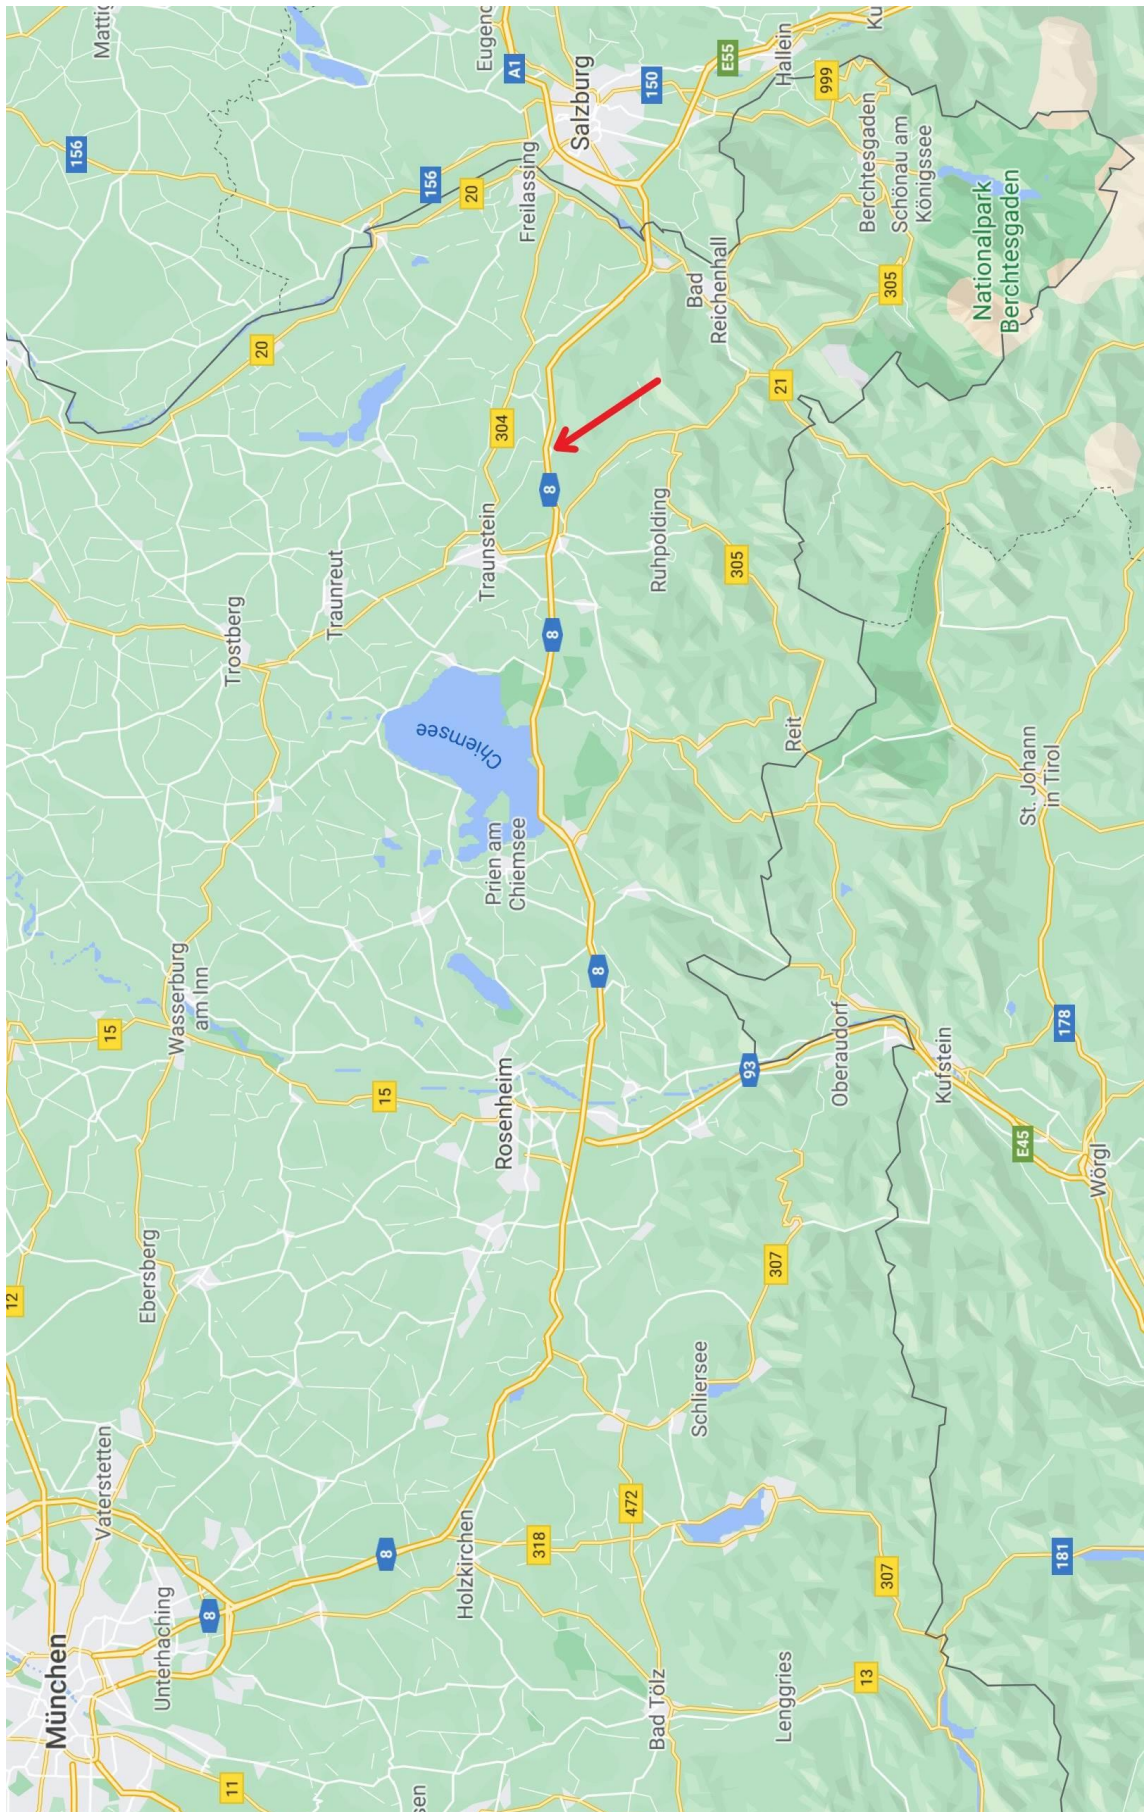 12
München
156
Mattig
Vaterstetten
15
Ebersberg
Unterhaching
Wasserburg
am Inn
8
11
Trostberg
20
Traunreut
15
8
sen
156
Chiemsee
Holzkirchen
20
Traunstein
Prien am
Chiemsee
304
Rosenheim
A1
Freilassing
318
8
8
Salzburg
8
472
150
Bad Tölz
Ruhpolding
Bad
Reichenhall
Schliersee
E55
305
93
307
21
Lenggries
Hallein
Reit
999
Oberaudorf
13
Berchtesgaden
Ku
307
305
Schönau am
Königssee
Kufstein
Nationalpark
Berchtesgaden
E45
St. Johann
in Tirol
181
178
Wörgl